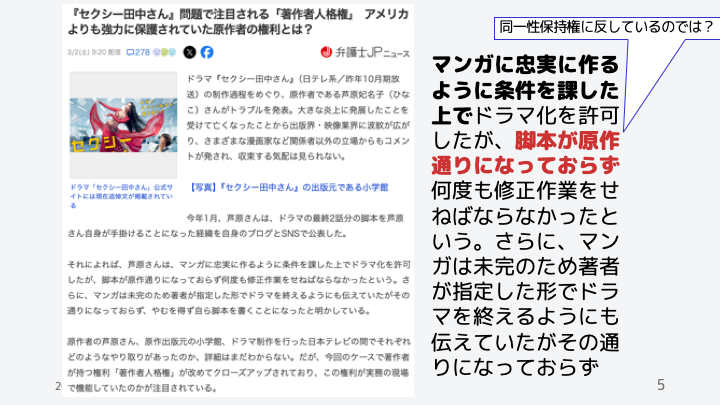 『セクシー田中さん』問題で注目される「著作者人格権」 アメリカ
よりも強力に保護されていた原作者の権利とは？
3/2(土) 9:20 配信 278
弁護士JPニュース
ドラマ『セクシー田中さん』（日テレ系／昨年10月期放
送）の制作過程をめぐり、原作者である芦原妃名子（ひな
こ）さんがトラブルを発表。大きな炎上に発展したことを
受けて亡くなったことから出版界・映像業界に波紋が広が
り、さまざまな漫画家など関係者以外の立場からもコメン
トが発され、収束する気配は見られない。
セクシー
ドラマ「セクシー田中さん」公式サ
イトには現在追悼文が掲載されてい
る
【写真】『セクシー田中さん』の出版元である小学館
今年1月、芦原さんは、ドラマの最終2話分の脚本を芦原
さん自身が手掛けることになった経緯を自身のブログとSNSで公表した。
それによれば、芦原さんは、マンガに忠実に作るように条件を課した上でドラマ化を許可
したが、脚本が原作通りになっておらず何度も修正作業をせねばならなかったという。さ
らに、マンガは未完のため著者が指定した形でドラマを終えるようにも伝えていたがその
通りになっておらず、やむを得ず自ら脚本を書くことになったと明かしている。
原作者の芦原さん、原作出版元の小学館、ドラマ制作を行った日本テレビの間でそれぞれ
どのようなやり取りがあったのか、詳細はまだわからない。だが、今回のケースで著作者
が持つ権利「著作者人格権」が改めてクローズアップされており、この権利が実務の現場
で機能していたのかが注目されている。
同一性保持権に反しているのでは？
マンガに忠実に作る
ように条件を課した
上でドラマ化を許可
したが、脚本が原作
通りになっておらず
何度も修正作業をせ
ねばならなかったと
いう。さらに、マン
ガは未完のため著者
が指定した形でドラ
マを終えるようにも
伝えていたがその通
りになっておらず
2
5